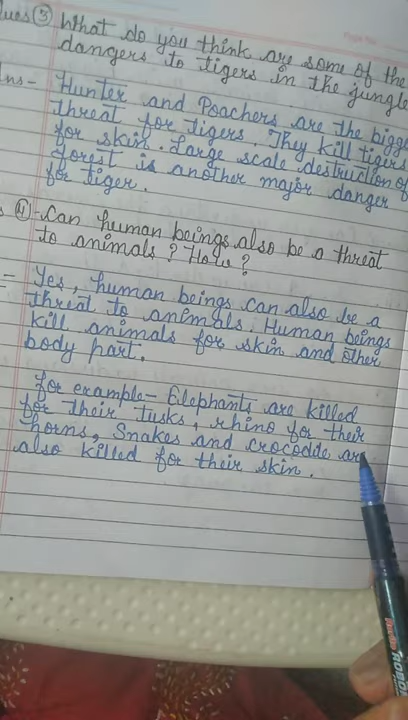 Ques ③ What do you think are some of the
dangers to tigers in the jungle
Ans- Hunter and Poachers are the bigge
threat for tigers. They kill tigers
for skin. Large scale destruction of
forest is another major danger
for tiger.
s ④- Can human beings also be a threat
to animals? How?
= Yes, human beings can also be a
threat to animals. Human beings
kill animals for skin and other
body part.
for example- Elephants are killed
for their tusks, rhino for their
horns, Snakes and crocodile are
also killed for their skin.